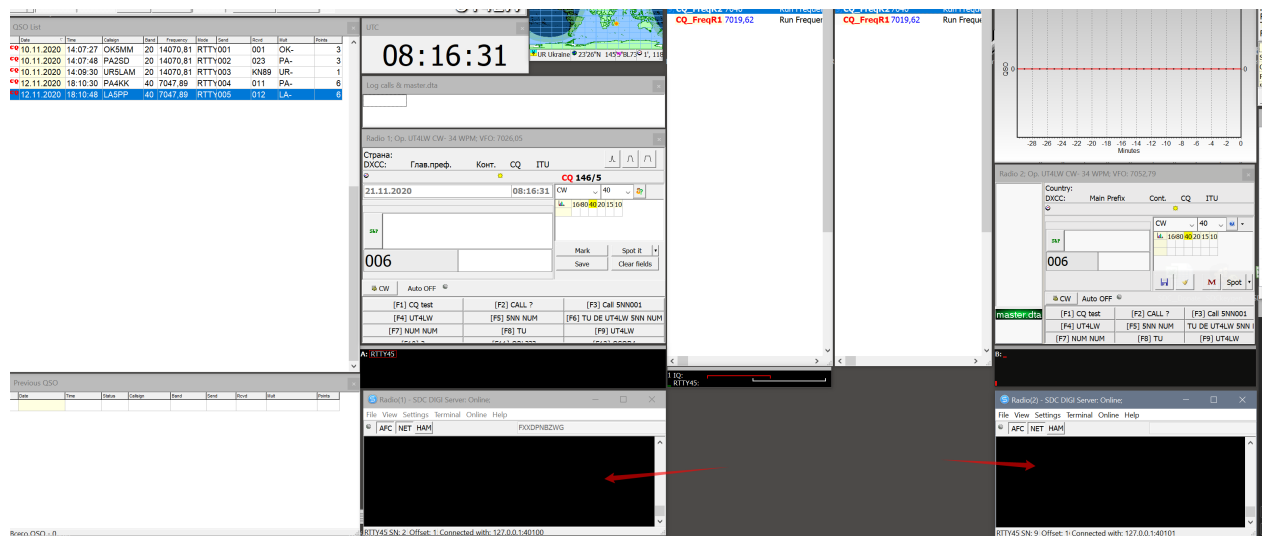 QSO List
Date Time Callsign Band Frequency Mode Send Rcvd Mult Points
CQ 10.11.2020 14:07:27 OK5MM 20 14070,81 RTTY 001 001 OK- 3
CQ 10.11.2020 14:07:48 PA2SD 20 14070,81 RTTY 002 023 PA- 3
CQ 10.11.2020 14:09:30 UR5LAM 20 14070,81 RTTY 003 KN89 UR- 1
CQ 12.11.2020 18:10:30 PA4KK 40 7047,89 RTTY 004 011 PA- 6
12.11.2020 18:10:48 LA5PP 40 7047,89 RTTY 005 012 LA- 6
Previous QSO
Date Time Status Callsign Band Send Rcvd Mult Points
UTC
08:16:31
Log calls & master.dta
Radio 1; Op. UT4LW CW- 34 WPM; VFO: 7026,05
Страна:
DXCC: Глав.преф. Конт. CQ ITU
CQ 146/5
21.11.2020 08:16:31 CW 40
160 80 40 20 15 10
S&P
006
Mark Spot it
Save Clear fields
CW Auto OFF
[F1] CQ test [F2] CALL ? [F3] Call 5NN001
[F4] UT4LW [F5] 5NN NUM [F6] TU DE UT4LW 5NN NUM
[F7] NUM NUM [F8] TU [F9] UT4LW
A: RTTY45
Radio(1) - SDC DIGI Server: Online;
File View Settings Terminal Online Help
AFC NET HAM FXXDPNBZWG
RTTY45 SN: 2 Offset: 1 Connected with: 127.0.0.1:40100
CQ_FreqR1 7019,62 Run Frequen
CQ_FreqR1 7019,62 Run Freque
1 IQ:
RTTY45:
QSO
0 0
-28 -26 -24 -22 -20 -18 -16 -14 -12 -10 -8 -6 -4 -2 0
Minutes
Radio 2; Op. UT4LW CW- 34 WPM; VFO: 7052,79
Country:
DXCC: Main Prefix Cont. CQ ITU
CW 40
160 80 40 20 15 10
S&P
006
M Spot
CW Auto OFF
master.dta
[F1] CQ test [F2] CALL ? [F3] Call 5NN001
[F4] UT4LW [F5] 5NN NUM TU DE UT4LW 5NN
[F7] NUM NUM [F8] TU [F9] UT4LW
B: _
Radio(2) - SDC DIGI Server: Online;
File View Settings Terminal Online Help
AFC NET HAM
RTTY45 SN: 9 Offset: 1 Connected with: 127.0.0.1:40101